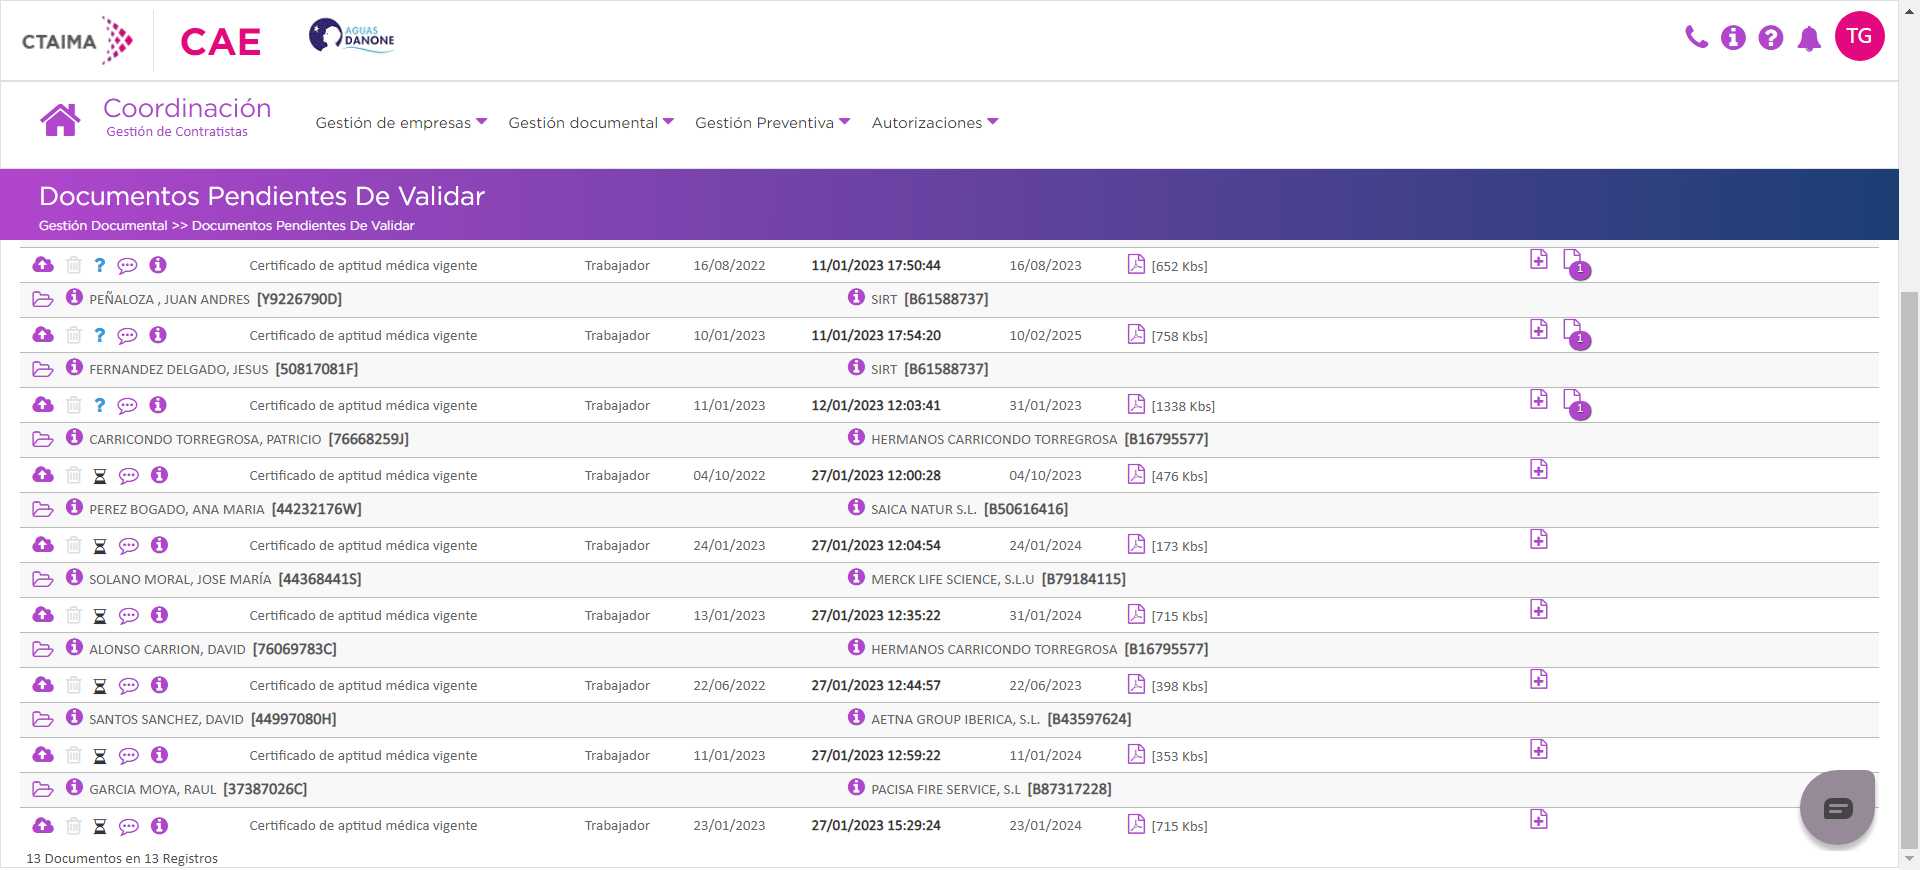 CTAIMA
CAE
AGUAS
DANONE
TG
Coordinación
Gestión de Contratistas
Gestión de empresas Gestión documental Gestión Preventiva Autorizaciones
Documentos Pendientes De Validar
Gestión Documental >> Documentos Pendientes De Validar
Certificado de aptitud médica vigente Trabajador 16/08/2022 11/01/2023 17:50:44 16/08/2023 [652 Kbs] 1
PEÑALOZA , JUAN ANDRES [Y9226790D] SIRT [B61588737]
Certificado de aptitud médica vigente Trabajador 10/01/2023 11/01/2023 17:54:20 10/02/2025 [758 Kbs] 1
FERNANDEZ DELGADO, JESUS [50817081F] SIRT [B61588737]
Certificado de aptitud médica vigente Trabajador 11/01/2023 12/01/2023 12:03:41 31/01/2023 [1338 Kbs] 1
CARRICONDO TORREGROSA, PATRICIO [76668259J] HERMANOS CARRICONDO TORREGROSA [B16795577]
Certificado de aptitud médica vigente Trabajador 04/10/2022 27/01/2023 12:00:28 04/10/2023 [476 Kbs]
PEREZ BOGADO, ANA MARIA [44232176W] SAICA NATUR S.L. [B50616416]
Certificado de aptitud médica vigente Trabajador 24/01/2023 27/01/2023 12:04:54 24/01/2024 [173 Kbs]
SOLANO MORAL, JOSE MARÍA [44368441S] MERCK LIFE SCIENCE, S.L.U [B79184115]
Certificado de aptitud médica vigente Trabajador 13/01/2023 27/01/2023 12:35:22 31/01/2024 [715 Kbs]
ALONSO CARRION, DAVID [76069783C] HERMANOS CARRICONDO TORREGROSA [B16795577]
Certificado de aptitud médica vigente Trabajador 22/06/2022 27/01/2023 12:44:57 22/06/2023 [398 Kbs]
SANTOS SANCHEZ, DAVID [44997080H] AETNA GROUP IBERICA, S.L. [B43597624]
Certificado de aptitud médica vigente Trabajador 11/01/2023 27/01/2023 12:59:22 11/01/2024 [353 Kbs]
GARCIA MOYA, RAUL [37387026C] PACISA FIRE SERVICE, S.L [B87317228]
Certificado de aptitud médica vigente Trabajador 23/01/2023 27/01/2023 15:29:24 23/01/2024 [715 Kbs]
13 Documentos en 13 Registros